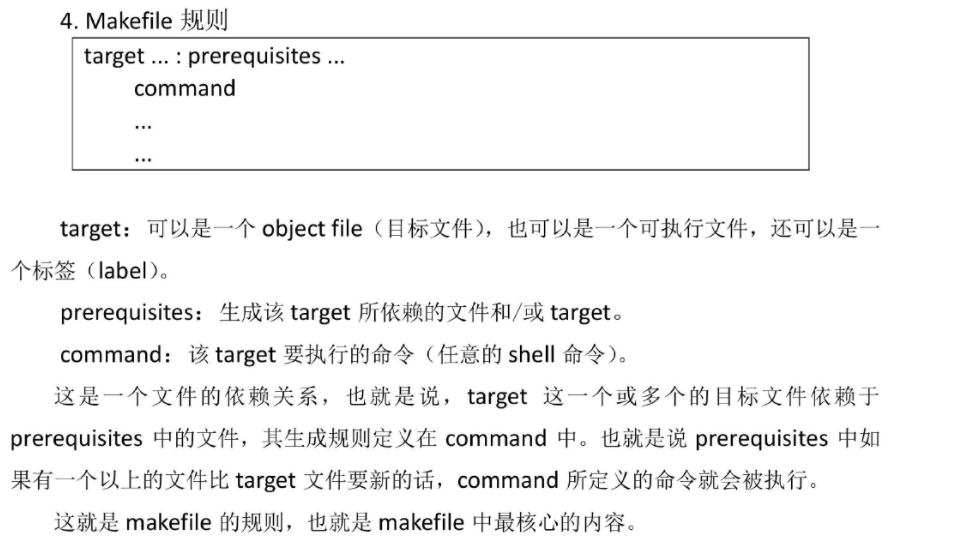 4. Makefile 规则
target ... : prerequisites ...
command
...
...
target：可以是一个 object file（目标文件），也可以是一个可执行文件，还可以是一
个标签（label）。
prerequisites：生成该 target 所依赖的文件和/或 target。
command：该 target 要执行的命令（任意的 shell 命令）。
这是一个文件的依赖关系，也就是说，target 这一个或多个的目标文件依赖于
prerequisites 中的文件，其生成规则定义在 command 中。也就是说 prerequisites 中如
果有一个以上的文件比 target 文件要新的话，command 所定义的命令就会被执行。
这就是 makefile 的规则，也就是 makefile 中最核心的内容。